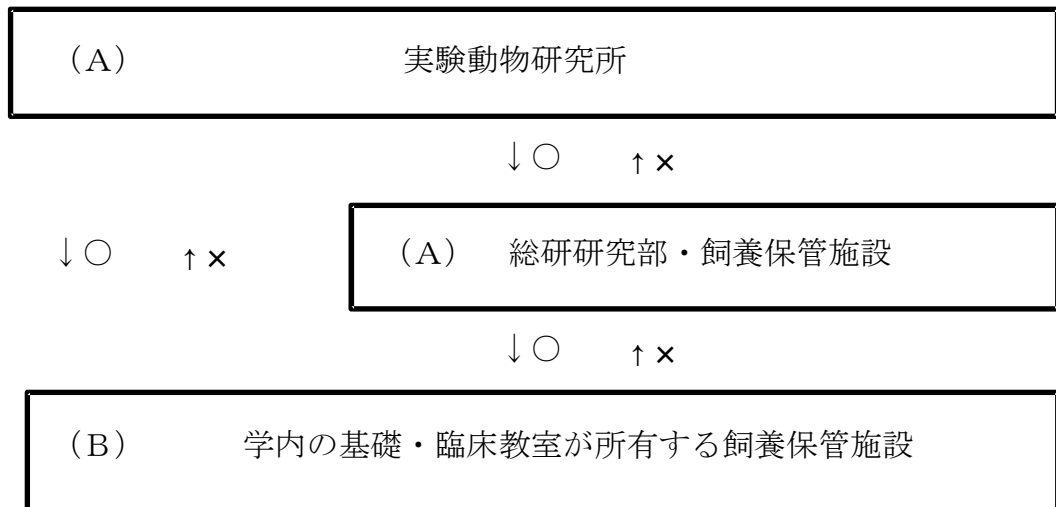 （Ａ） 実験動物研究所
↓○ ↑×
↓○ ↑× （Ａ） 総研研究部・飼養保管施設
↓○ ↑×
（Ｂ） 学内の基礎・臨床教室が所有する飼養保管施設